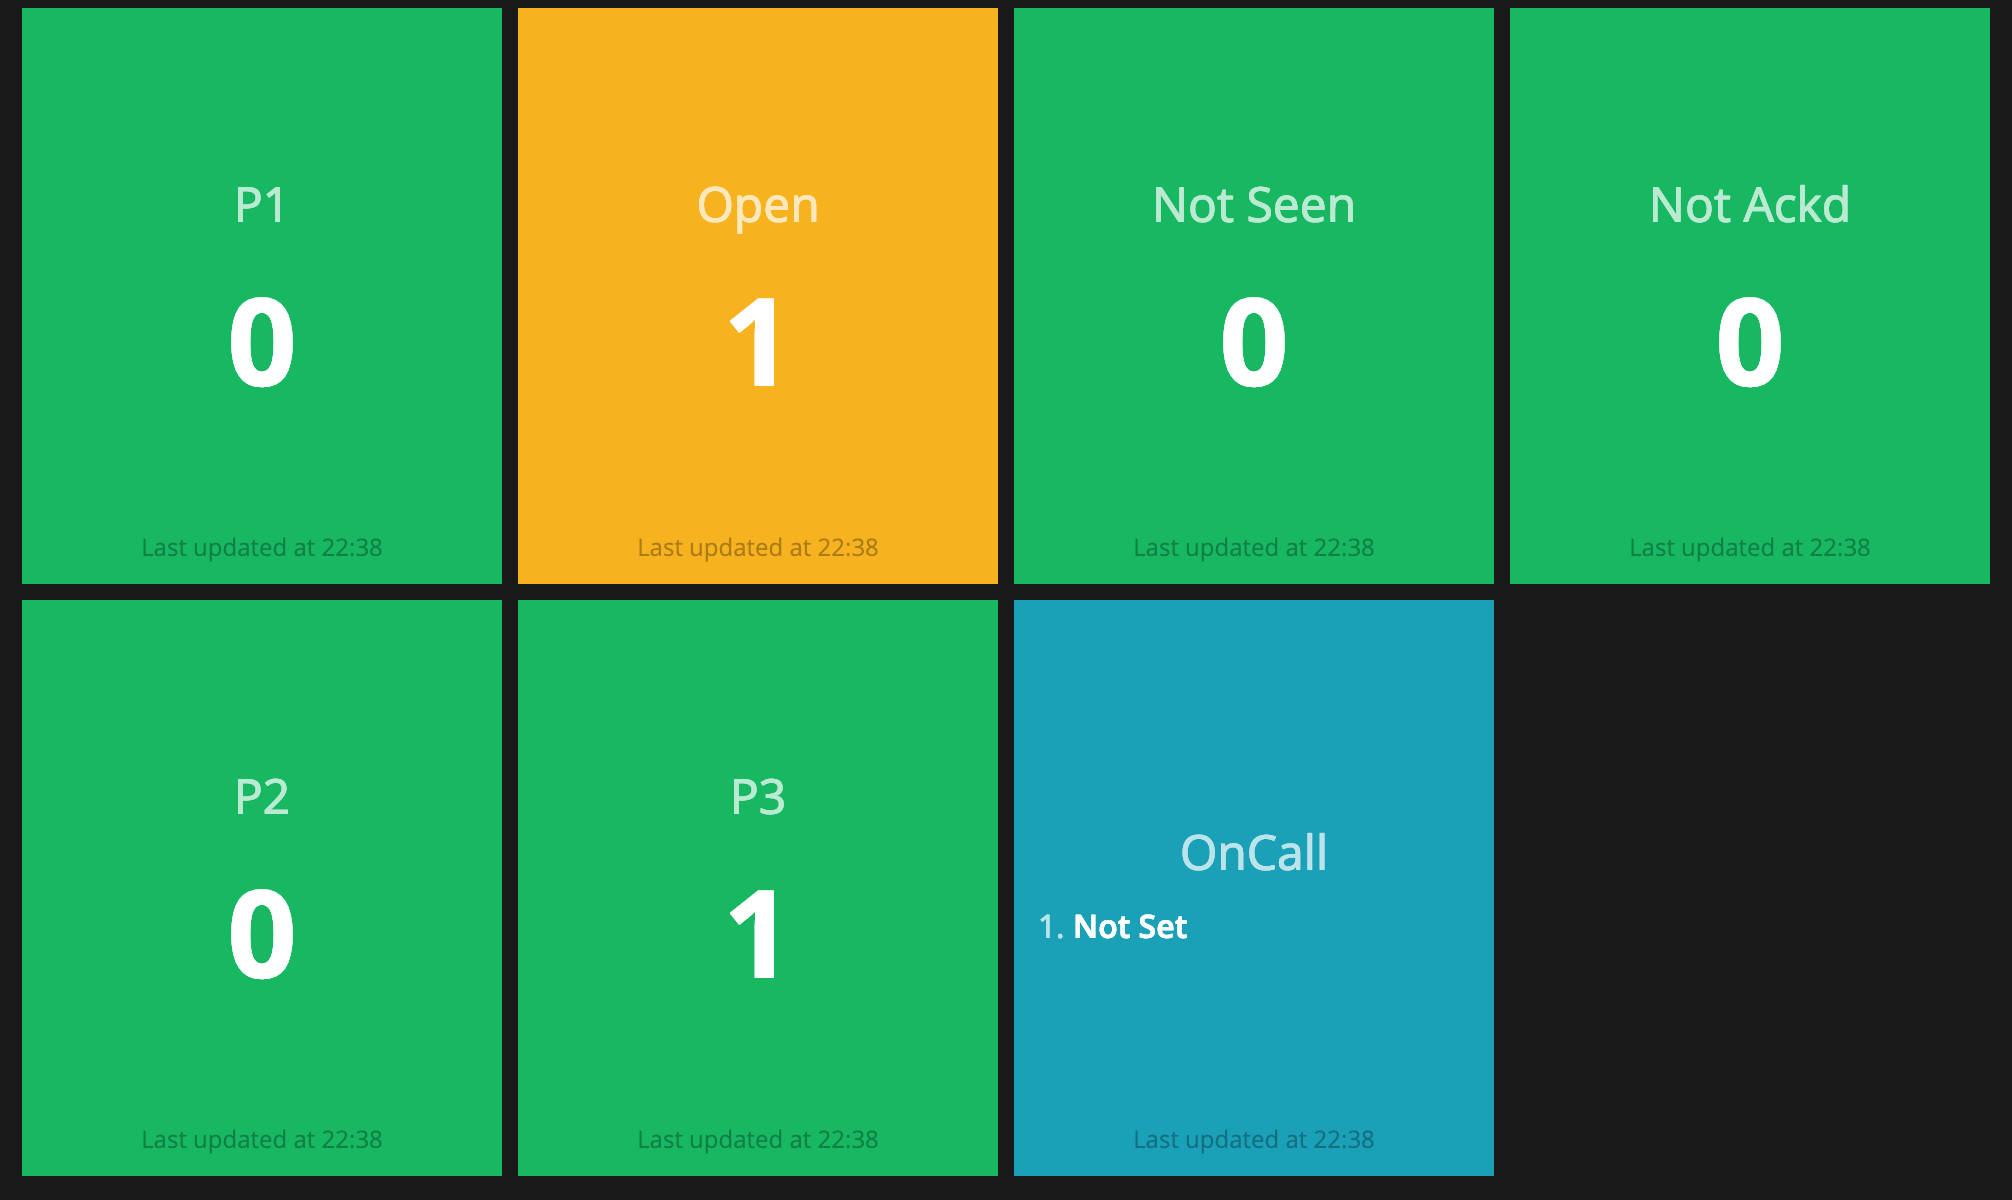 P1
0
Last updated at 22:38
Open
1
Last updated at 22:38
Not Seen
0
Last updated at 22:38
Not Ackd
0
Last updated at 22:38
P2
0
Last updated at 22:38
P3
1
Last updated at 22:38
OnCall
1. Not Set
Last updated at 22:38